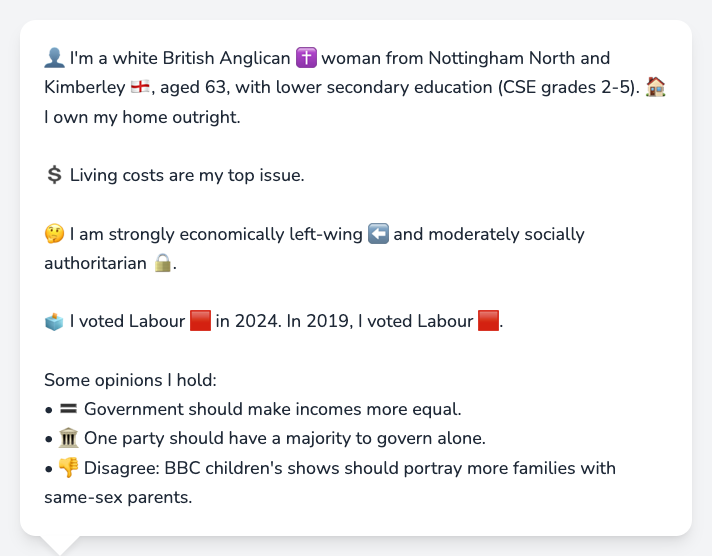 👤 I'm a white British Anglican ✝️ woman from Nottingham North and
Kimberley 🏴󠁧󠁢󠁥󠁮󠁧󠁿, aged 63, with lower secondary education (CSE grades 2-5). 🏠
I own my home outright.
💲 Living costs are my top issue.
🤔 I am strongly economically left-wing ⬅️ and moderately socially
authoritarian 🔒.
🗳️ I voted Labour 🟥 in 2024. In 2019, I voted Labour 🟥.
Some opinions I hold:
• 🟰 Government should make incomes more equal.
• 🏛️ One party should have a majority to govern alone.
• 👎 Disagree: BBC children's shows should portray more families with
same-sex parents.